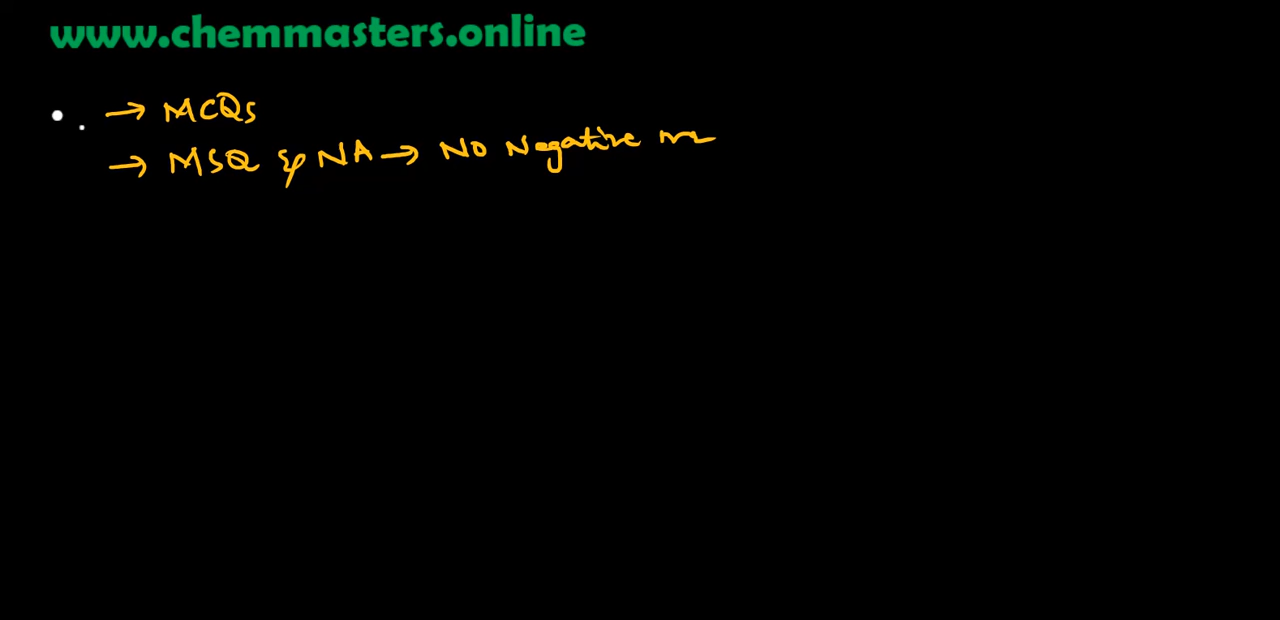 www.chemmasters.online
→ MCQs
→ MSQ & NA → No Negative